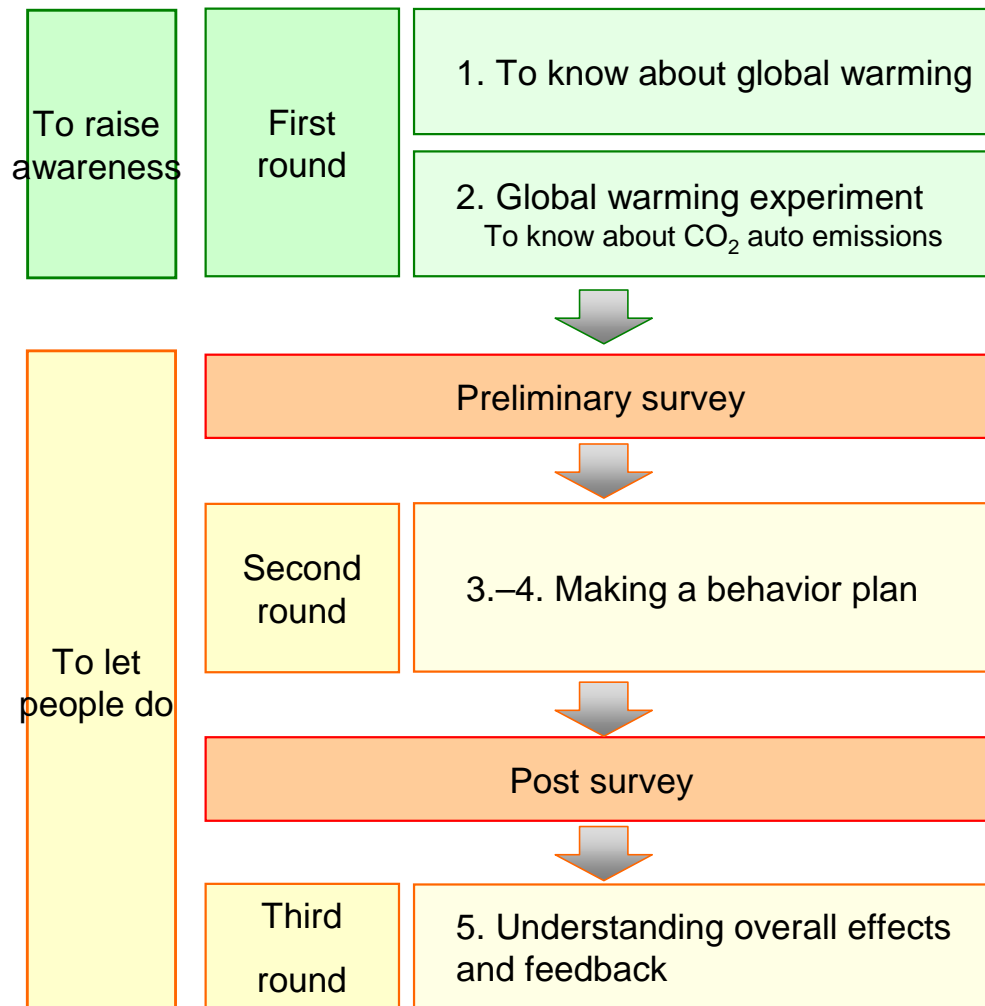 To raise
awareness
First
round
1. To know about global warming
2. Global warming experiment
To know about CO₂ auto emissions
Preliminary survey
To let
people do
Second
round
3.–4. Making a behavior plan
Post survey
Third
round
5. Understanding overall effects
and feedback